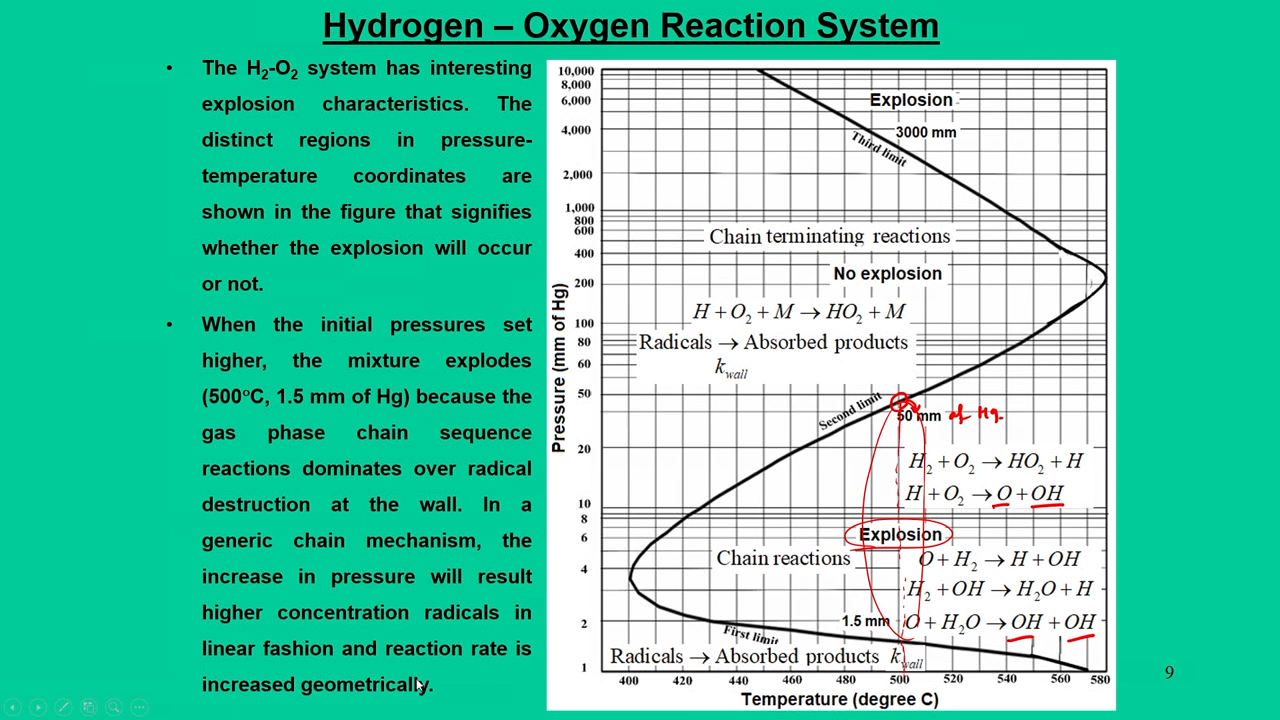 Hydrogen – Oxygen Reaction System
• The H₂-O₂ system has interesting
explosion characteristics. The
distinct regions in pressure-
temperature coordinates are
shown in the figure that signifies
whether the explosion will occur
or not.
• When the initial pressures set
higher, the mixture explodes
(500°C, 1.5 mm of Hg) because the
gas phase chain sequence
reactions dominates over radical
destruction at the wall. In a
generic chain mechanism, the
increase in pressure will result
higher concentration radicals in
linear fashion and reaction rate is
increased geometrically.
Pressure (mm of Hg)
10,000
8,000
6,000
4,000
2,000
1,000
800
600
400
200
100
80
60
50
20
10
8
6
4
2
1
Explosion
3000 mm
Third limit
Chain terminating reactions
No explosion
H + O₂ + M → HO₂ + M
Radicals → Absorbed products
k wall
Second limit
50 mm of Hg.
H₂ + O₂ → HO₂ + H
H + O₂ → O + OH
Explosion
Chain reactions
O + H₂ → H + OH
H₂ + OH → H₂O + H
1.5 mm
O + H₂O → OH + OH
First limit
Radicals → Absorbed products k wall
400 420 440 460 480 500 520 540 560 580
Temperature (degree C)
9